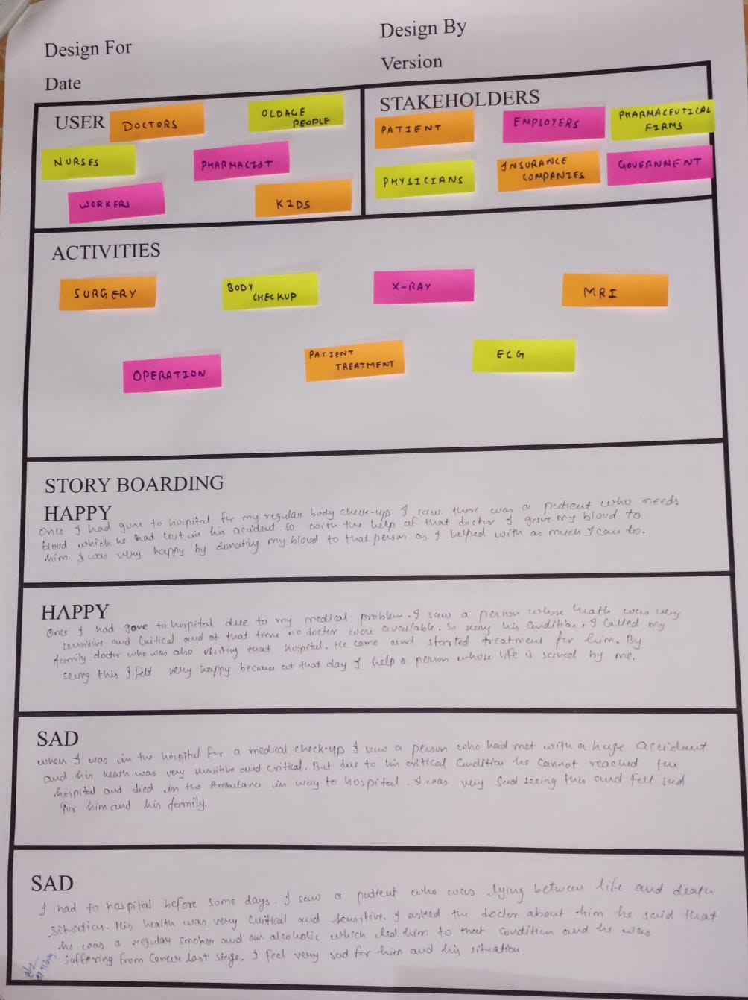 Design For
Design By
Date
Version
USER
DOCTORS
OLDAGE
PEOPLE
NURSES
PHARMACIST
WORKERS
KIDS
STAKEHOLDERS
PATIENT
EMPLOYERS
PHARMACEUTICAL
FIRMS
PHYSICIANS
INSURANCE
COMPANIES
GOVERNMENT
ACTIVITIES
SURGERY
BODY
CHECKUP
X-RAY
MRI
OPERATION
PATIENT
TREATMENT
ECG
STORY BOARDING
HAPPY
Once I had gone to hospital for my regular body check-up. I saw there was a patient who needs
blood which he had lost in his accident so with the help of that doctor I gave my blood to
him. I was very happy by donating my blood to that person as I helped with as much I can do.
HAPPY
Once I had gone to hospital due to my medical problem. I saw a person whose heath was very
sensitive and Critical and at that time no doctor were available. So seeing his Condition, I Called my
family doctor who was also visiting that hospital. He came and started treatment for him. By
seing this I felt very happy because at that day I help a person whose life is saved by me.
SAD
when I was in the hospital for a medical check-up I saw a person who had met with a huge accident
and his heath was very sensitive and critical. But due to his critical Condition he Cannot reached the
hospital and died in the Ambulance in way to hospital. I was very Sad seeing this and Felt sad
for him and his family.
SAD
I had to hospital before some days. I saw a patient who was dying between life and death
Situation. His health was very Critical and Sensitive. I asked the doctor about him he said that
he was a regular smoker and an alcoholic which led him to that condition and he was
suffering from Cancer last stage. I feel very sad for him and his situation